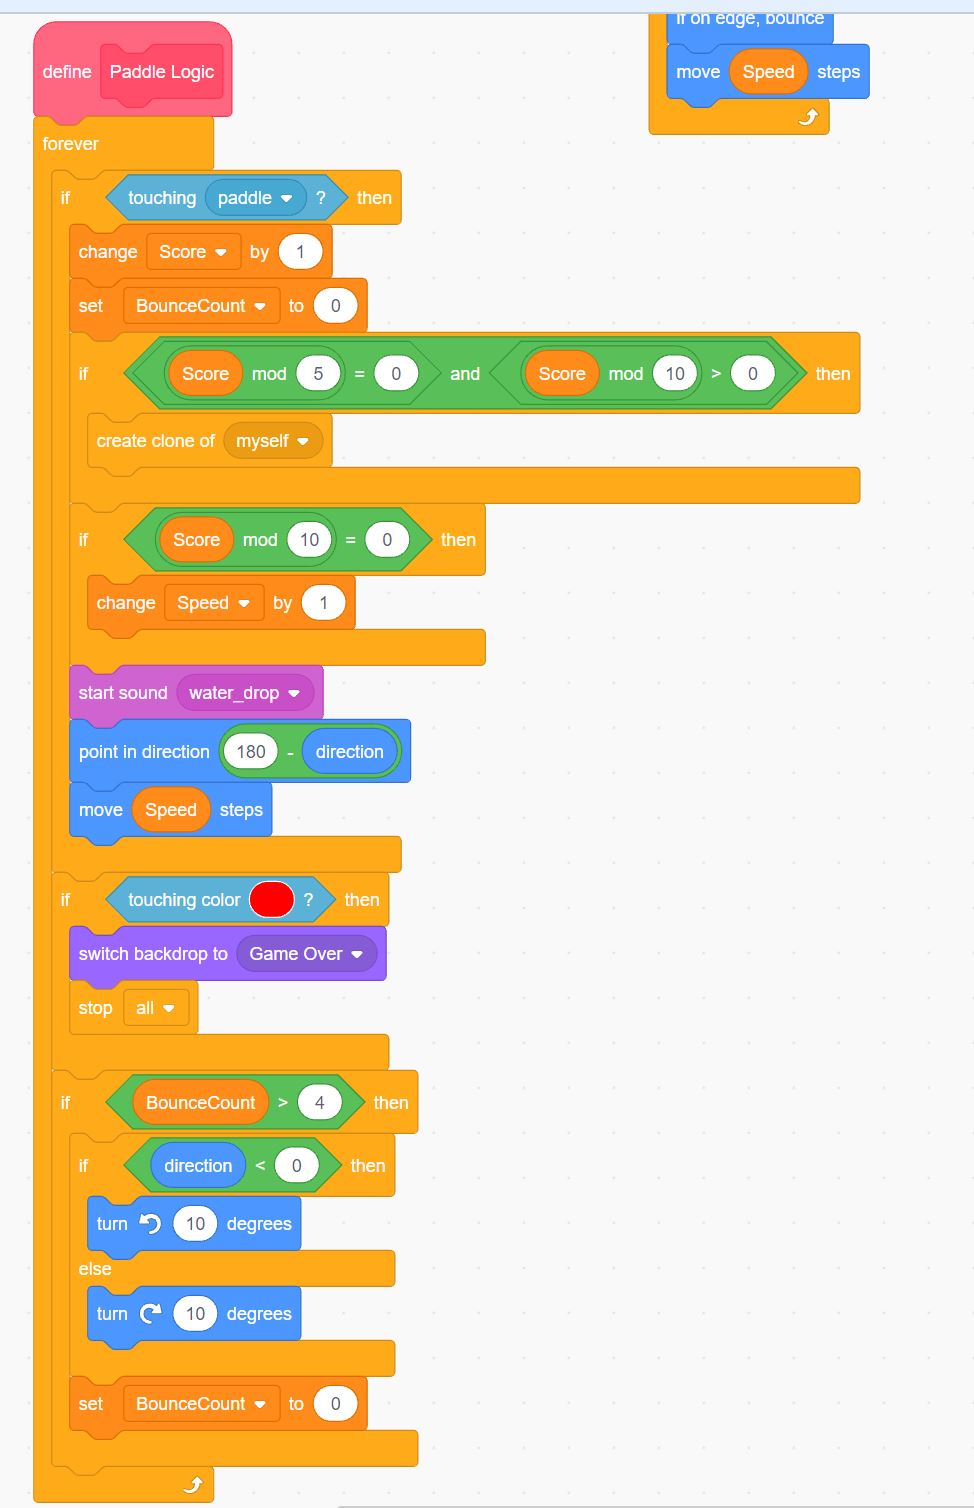 if on edge, bounce
move Speed steps
define Paddle Logic
forever
if touching paddle ? then
change Score by 1
set BounceCount to 0
if Score mod 5 = 0 and Score mod 10 > 0 then
create clone of myself
if Score mod 10 = 0 then
change Speed by 1
start sound water_drop
point in direction 180 - direction
move Speed steps
if touching color ? then
switch backdrop to Game Over
stop all
if BounceCount > 4 then
if direction < 0 then
turn 10 degrees
else
turn 10 degrees
set BounceCount to 0